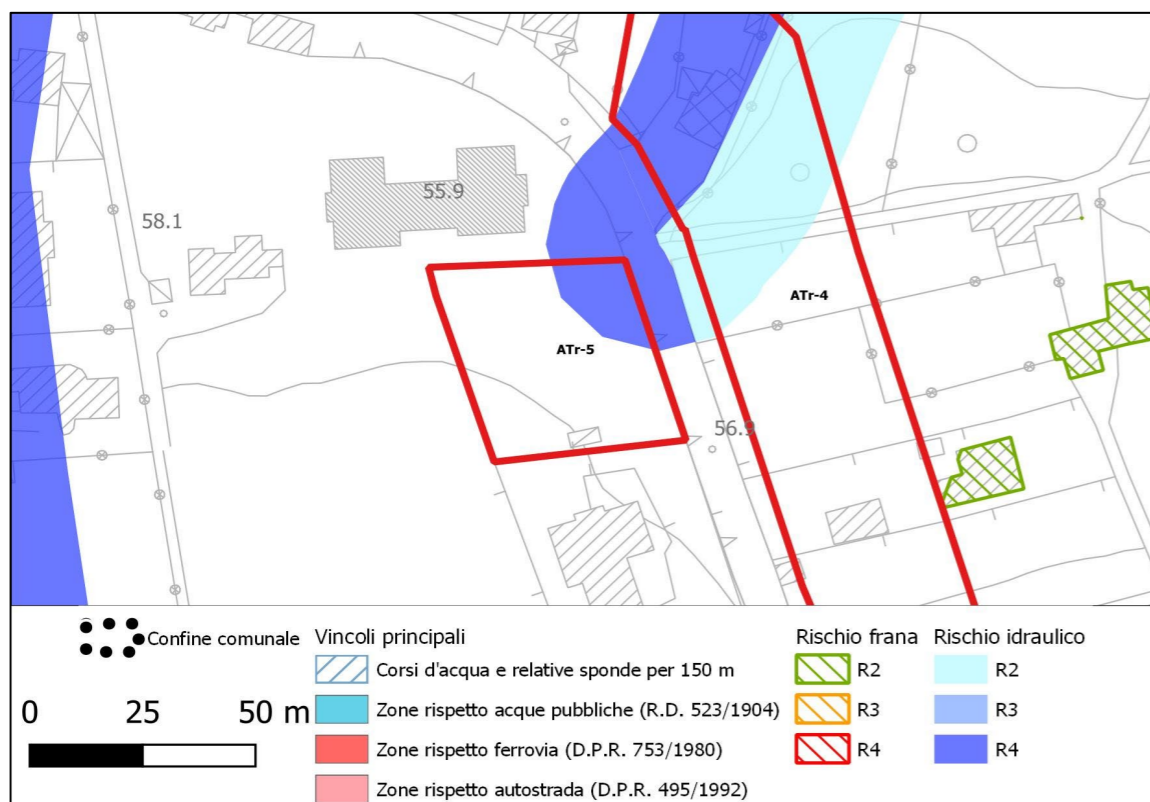 55.9
58.1
ATr-4
ATr-5
56.9
Confine comunale
0 25 50 m
Vincoli principali
Corsi d'acqua e relative sponde per 150 m
Zone rispetto acque pubbliche (R.D. 523/1904)
Zone rispetto ferrovia (D.P.R. 753/1980)
Zone rispetto autostrada (D.P.R. 495/1992)
Rischio frana
R2
R3
R4
Rischio idraulico
R2
R3
R4